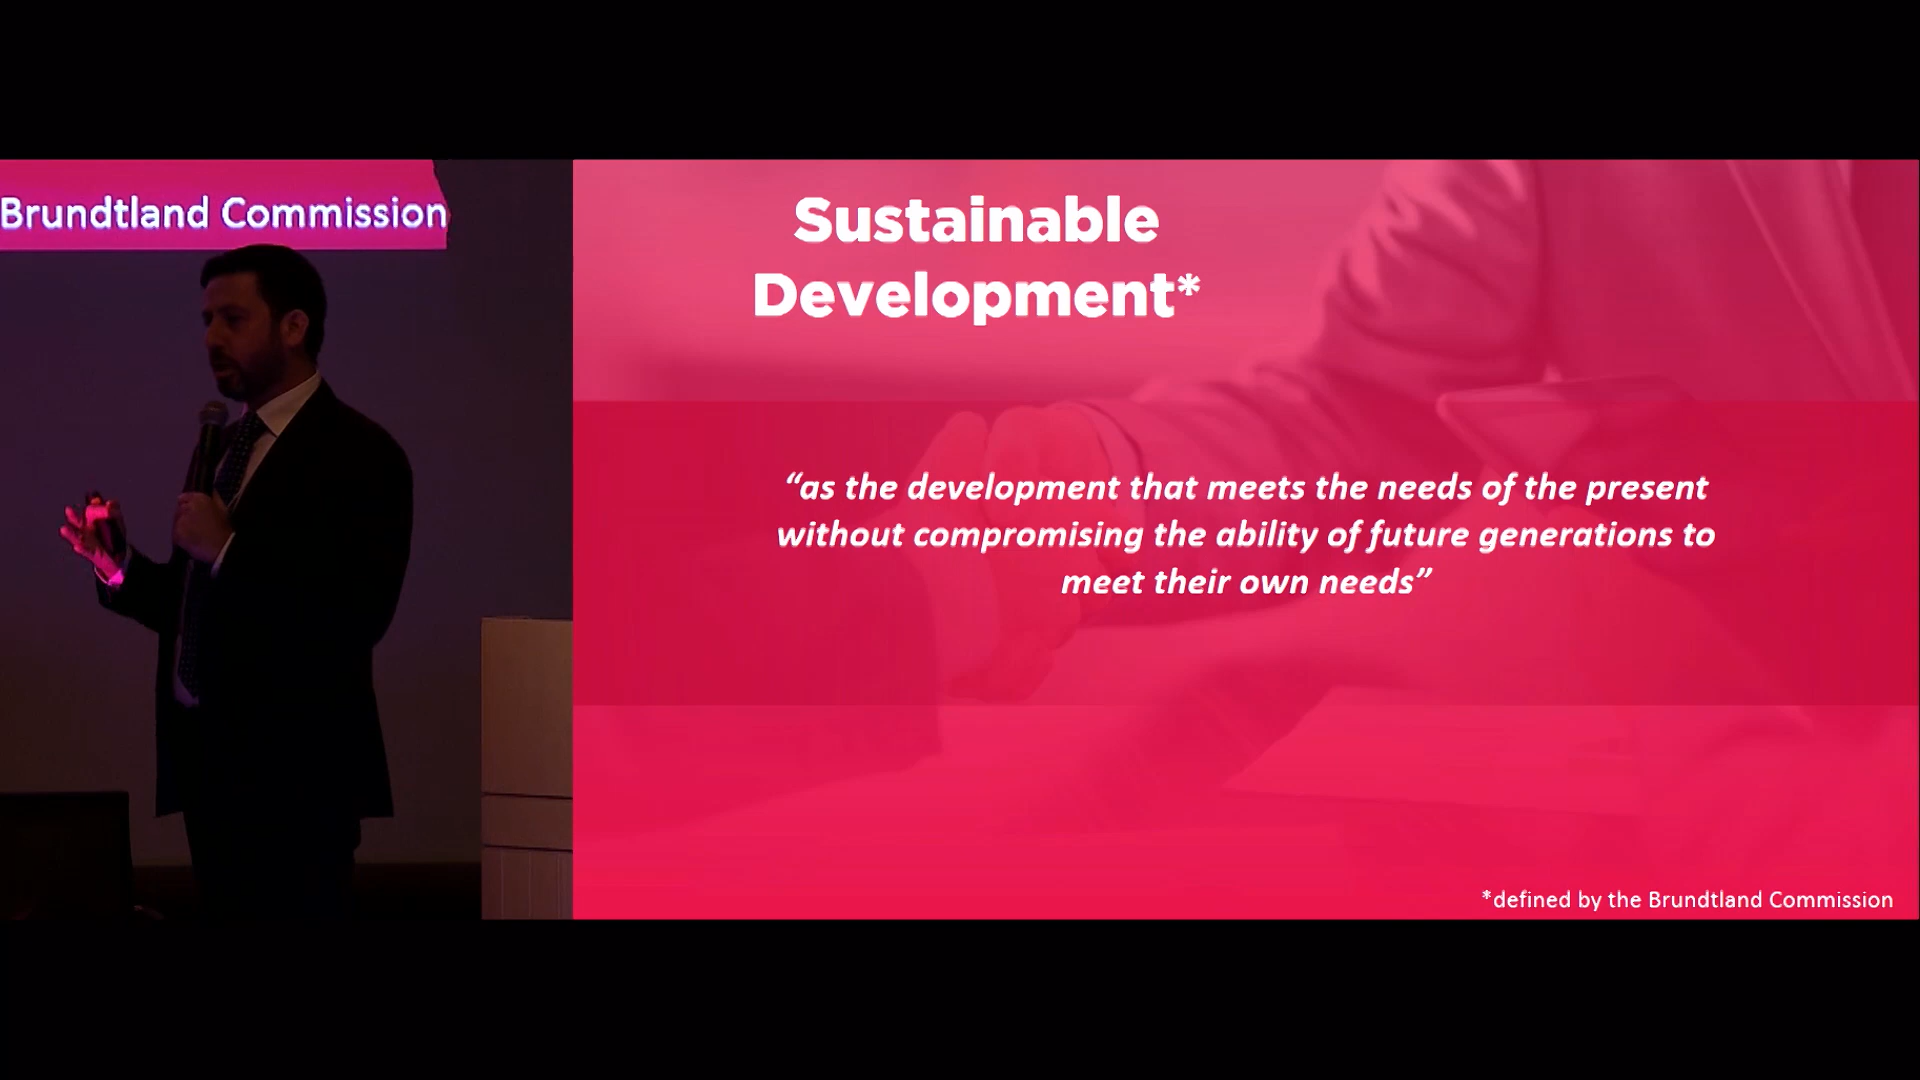 Brundtland Commission
Sustainable
Development*
“as the development that meets the needs of the present
without compromising the ability of future generations to
meet their own needs”
*defined by the Brundtland Commission